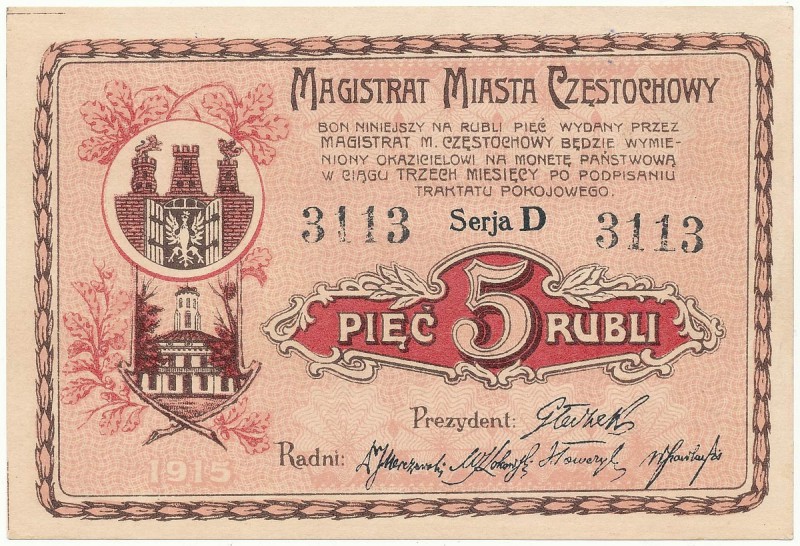 MAGISTRAT MIASTA CZĘSTOCHOWY
BON NINIEJSZY NA RUBLI PIĘĆ WYDANY PRZEZ
MAGISTRAT M. CZĘSTOCHOWY BĘDZIE WYMIE-
NIONY OKAZICIELOWI NA MONETĘ PAŃSTWOWĄ
W CIĄGU TRZECH MIESIĘCY PO PODPISANIU
TRAKTATU POKOJOWEGO.
3113 Serja D 3113
PIĘĆ 5 RUBLI
Prezydent:
Radni:
1915